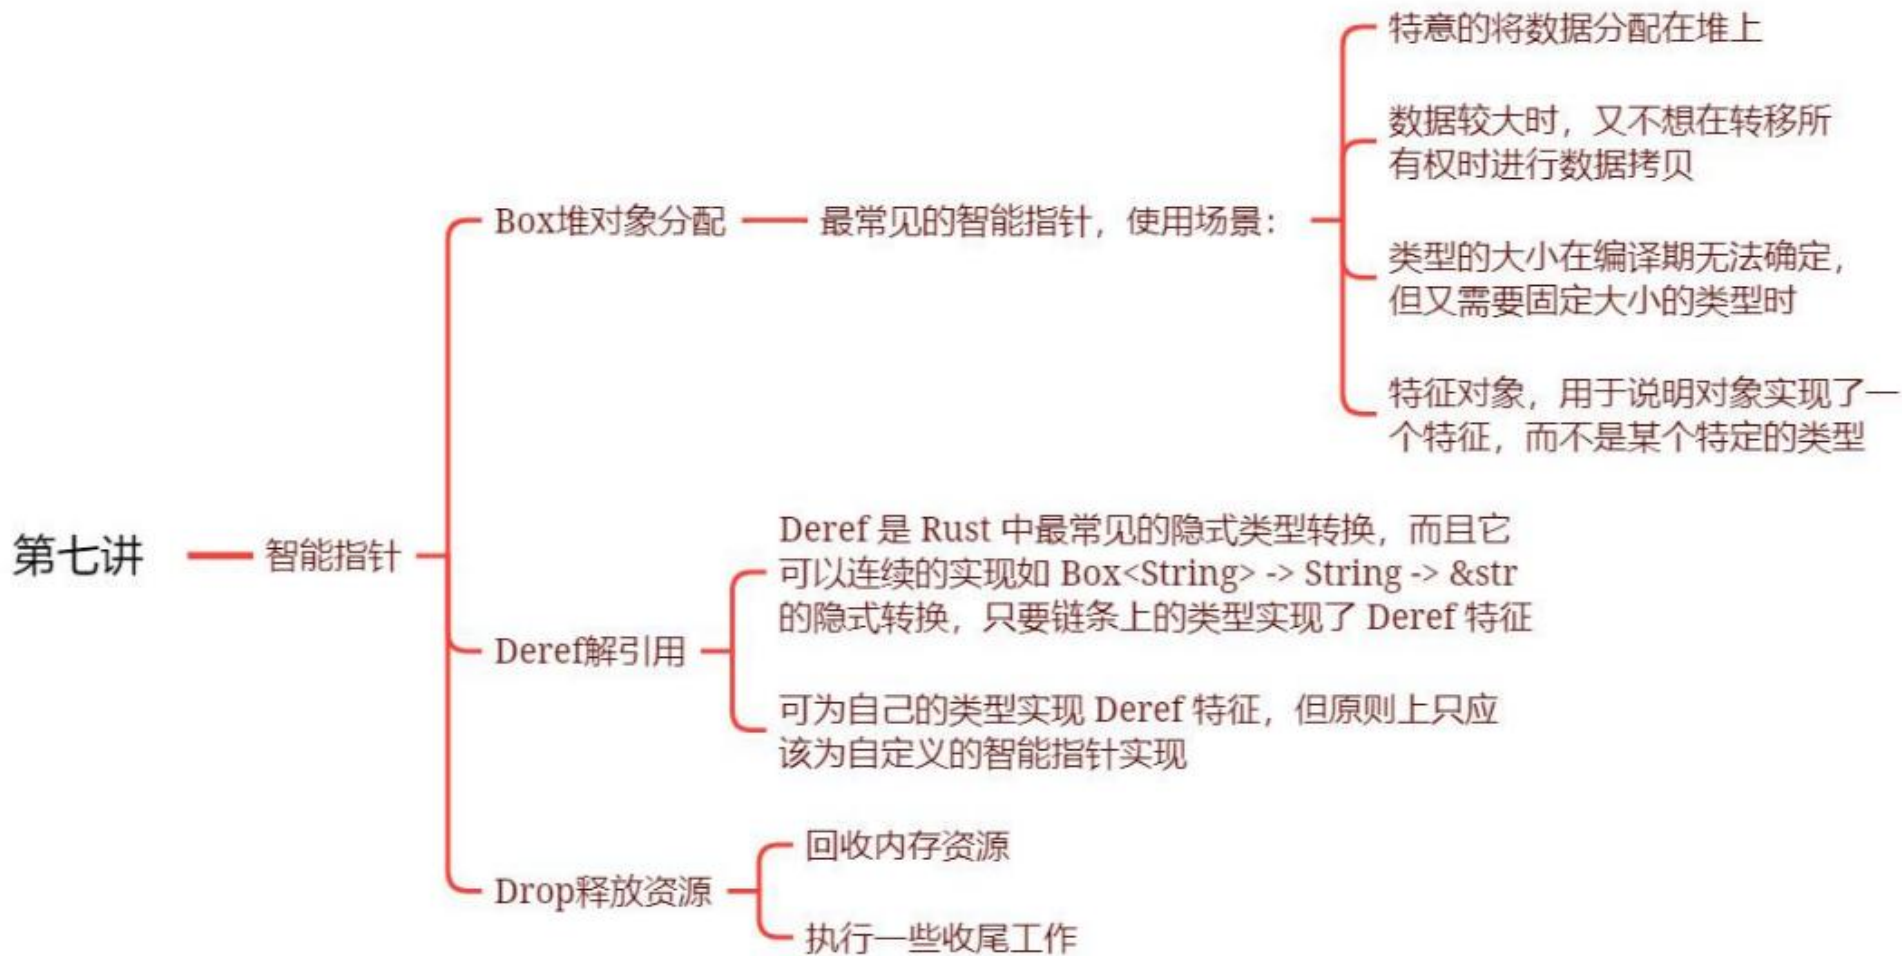 第七讲
智能指针
Box堆对象分配
最常见的智能指针，使用场景：
特意的将数据分配在堆上
数据较大时，又不想在转移所
有权时进行数据拷贝
类型的大小在编译期无法确定，
但又需要固定大小的类型时
特征对象，用于说明对象实现了一
个特征，而不是某个特定的类型
Deref解引用
Deref 是 Rust 中最常见的隐式类型转换，而且它
可以连续的实现如 Box<String> -> String -> &str
的隐式转换，只要链条上的类型实现了 Deref 特征
可为自己的类型实现 Deref 特征，但原则上只应
该为自定义的智能指针实现
Drop释放资源
回收内存资源
执行一些收尾工作